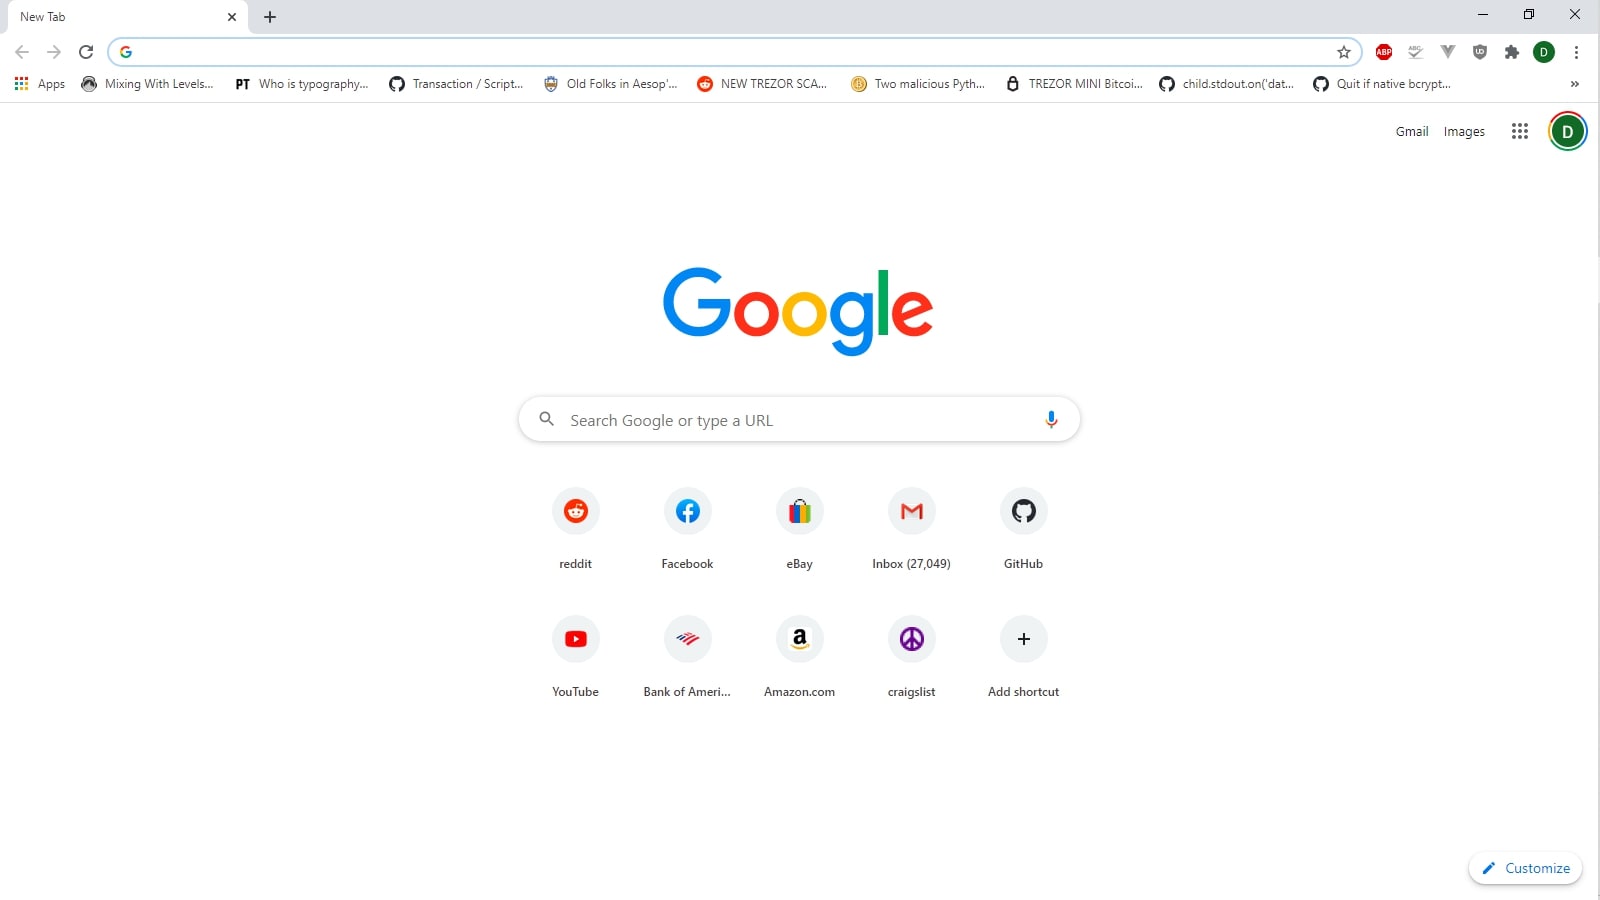 New Tab
Apps Mixing With Levels... PT Who is typography... Transaction / Script... Old Folks in Aesop'... NEW TREZOR SCA... Two malicious Pyth... TREZOR MINI Bitcoi... child.stdout.on('dat... Quit if native bcrypt... »
ABP ABC UD D
Gmail Images D
Google
Search Google or type a URL
reddit Facebook eBay Inbox (27,049) GitHub
YouTube Bank of Ameri... Amazon.com craigslist Add shortcut
Customize